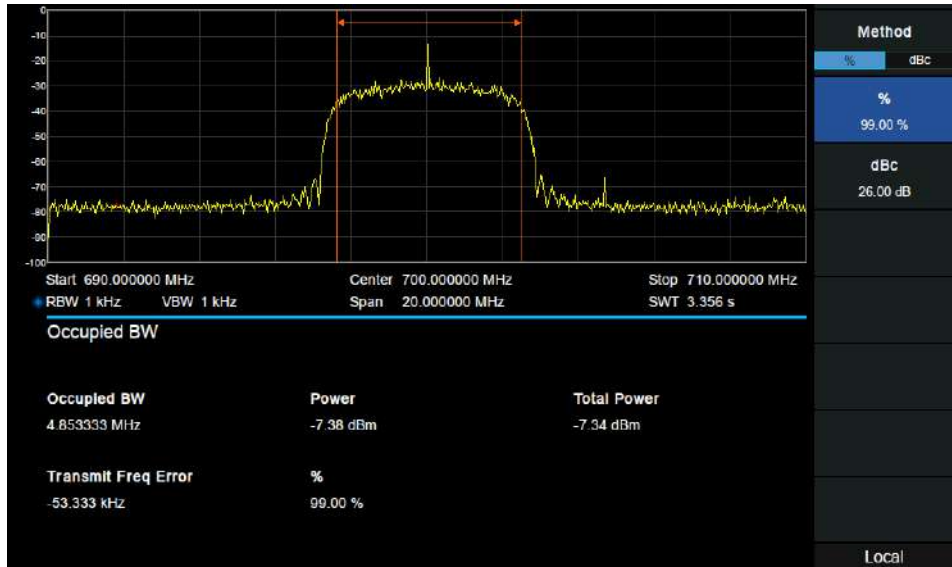 0
-10
-20
-30
-40
-50
-60
-70
-80
-90
-100
Start 690.000000 MHz Center 700.000000 MHz Stop 710.000000 MHz
RBW 1 kHz VBW 1 kHz Span 20.000000 MHz SWT 3.356 s
Occupied BW
Occupied BW Power Total Power
4.853333 MHz -7.38 dBm -7.34 dBm
Transmit Freq Error %
-53.333 kHz 99.00 %
Method
% dBc
%
99.00 %
dBc
26.00 dB
Local